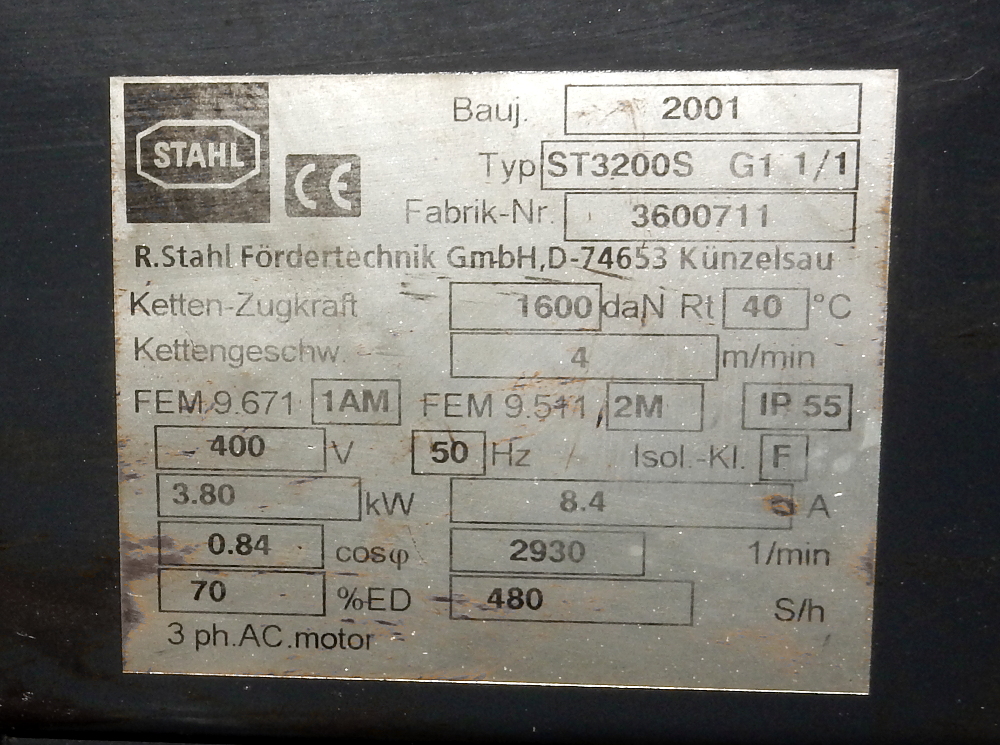 STAHL
CE
Bauj. 2001
Typ ST3200S G1 1/1
Fabrik-Nr. 3600711
R.Stahl Fördertechnik GmbH,D-74653 Künzelsau
Ketten-Zugkraft 1600 daN Rt 40 °C
Kettengeschw. 4 m/min
FEM 9.671 1AM FEM 9.511 2M IP 55
400 V 50 Hz Isol.-Kl. F
3.80 kW 8.4 A
0.84 cosφ 2930 1/min
70 %ED 480 S/h
3 ph.AC.motor